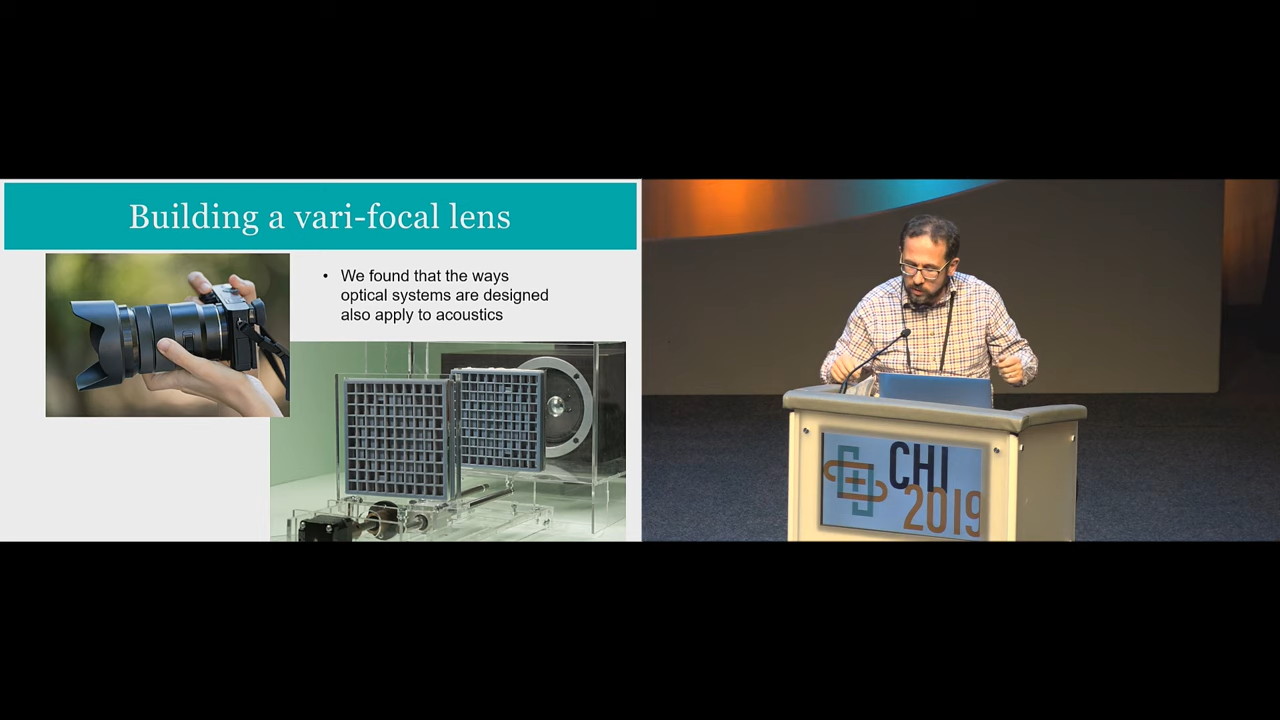 Building a vari-focal lens
• We found that the ways
optical systems are designed
also apply to acoustics
CHI
2019